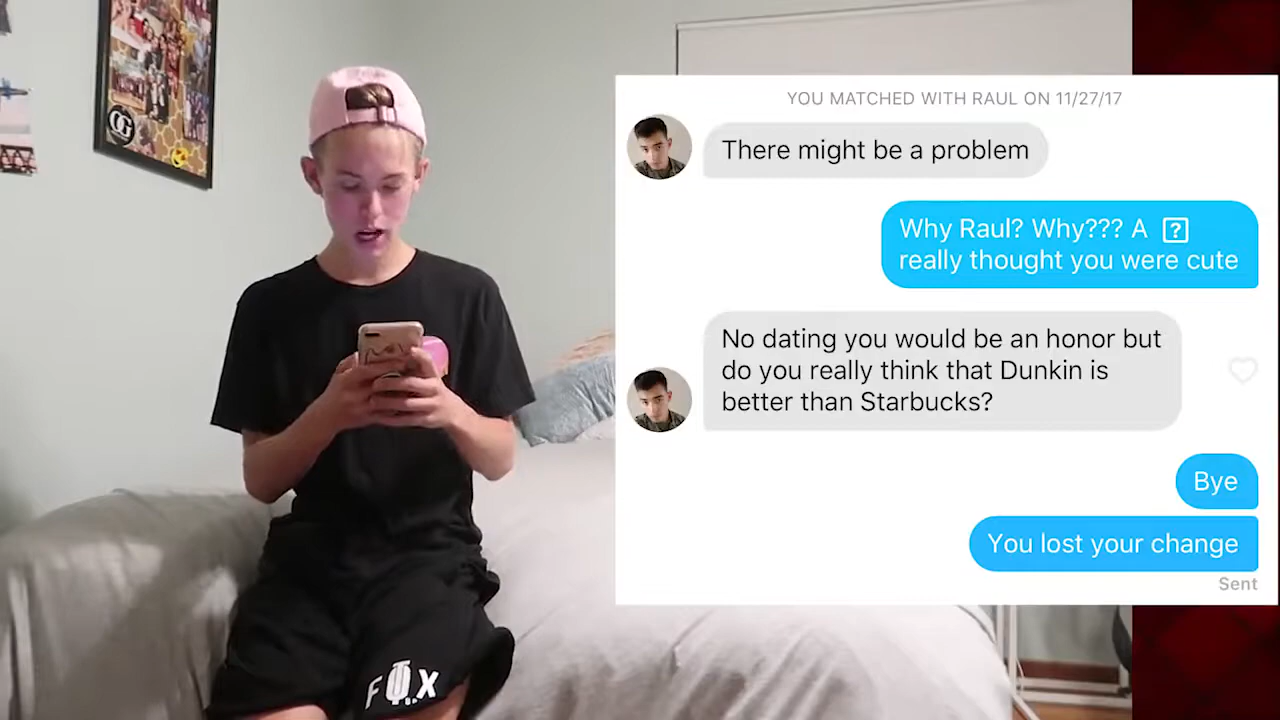 YOU MATCHED WITH RAUL ON 11/27/17
There might be a problem
Why Raul? Why??? A [?]
really thought you were cute
No dating you would be an honor but
do you really think that Dunkin is
better than Starbucks?
Bye
You lost your change
Sent
OG
FOX